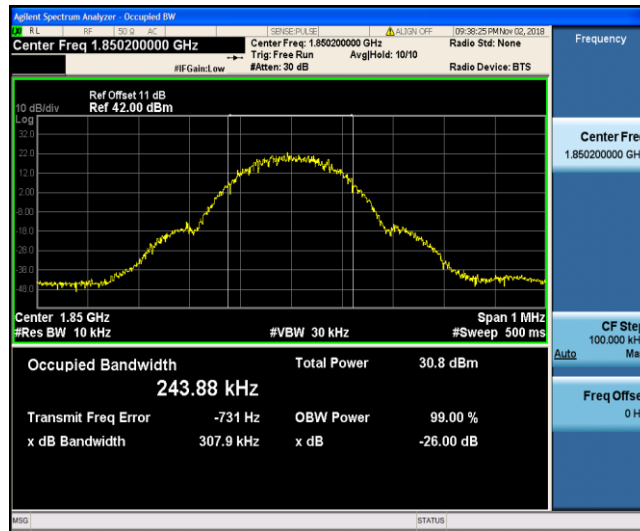 Agilent Spectrum Analyzer - Occupied BW
RL RF 50 Ω AC SENSE:PULSE ALIGN OFF 09:38:25 PM Nov 02, 2018
Center Freq 1.850200000 GHz Center Freq: 1.850200000 GHz Radio Std: None
Trig: Free Run Avg|Hold: 10/10
#IFGain:Low #Atten: 30 dB Radio Device: BTS
Frequency
Ref Offset 11 dB
10 dB/div Ref 42.00 dBm
Log
32.0
22.0
12.0
2.00
-8.00
-18.0
-28.0
-38.0
-48.0
Center Fre
1.850200000 GH
Center 1.85 GHz Span 1 MHz
#Res BW 10 kHz #VBW 30 kHz #Sweep 500 ms
CF Ste
100.000 kH
Auto Ma
Occupied Bandwidth Total Power 30.8 dBm
243.88 kHz
Transmit Freq Error -731 Hz OBW Power 99.00 %
x dB Bandwidth 307.9 kHz x dB -26.00 dB
Freq Offse
0 H
MSG STATUS